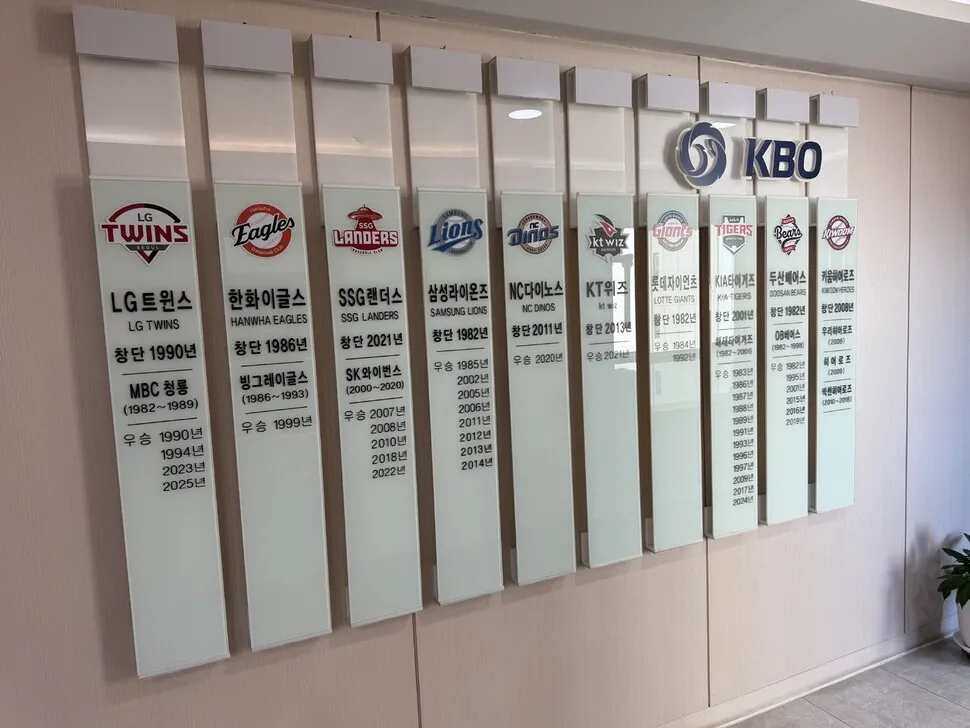 KBO
LG
TWINS
SEOUL
LG트윈스
LG TWINS
창단 1990년
MBC 청룡
(1982~1989)
우승 1990년
1994년
2023년
2025년
Eagles
한화이글스
HANWHA EAGLES
창단 1986년
빙그레이글스
(1986~1993)
우승 1999년
SSG
LANDERS
SSG랜더스
SSG LANDERS
창단 2021년
SK와이번스
(2000~2020)
우승 2007년
2008년
2010년
2018년
2022년
SAMSUNG
Lions
삼성라이온즈
SAMSUNG LIONS
창단 1982년
우승 1985년
2002년
2005년
2006년
2011년
2012년
2013년
2014년
NC
Dinos
NC다이노스
NC DINOS
창단 2011년
우승 2020년
kt wiz
KT위즈
kt wiz
창단 2013년
우승 2021년
Giants
롯데자이언츠
LOTTE GIANTS
창단 1982년
우승 1984년
1992년
TIGERS
KIA타이거즈
KIA TIGERS
창단 2001년
해태타이거즈
(1982~2001)
우승 1983년
1986년
1987년
1988년
1989년
1991년
1993년
1996년
1997년
2009년
2017년
2024년
Bears
두산베어스
DOOSAN BEARS
창단 1982년
OB베어스
(1982~1998)
우승 1982년
1995년
2001년
2015년
2016년
2019년
KIWOOM
키움히어로즈
KIWOOM HEROES
창단 2008년
우리히어로즈
(2008)
히어로즈
(2009)
넥센히어로즈
(2010~2018)